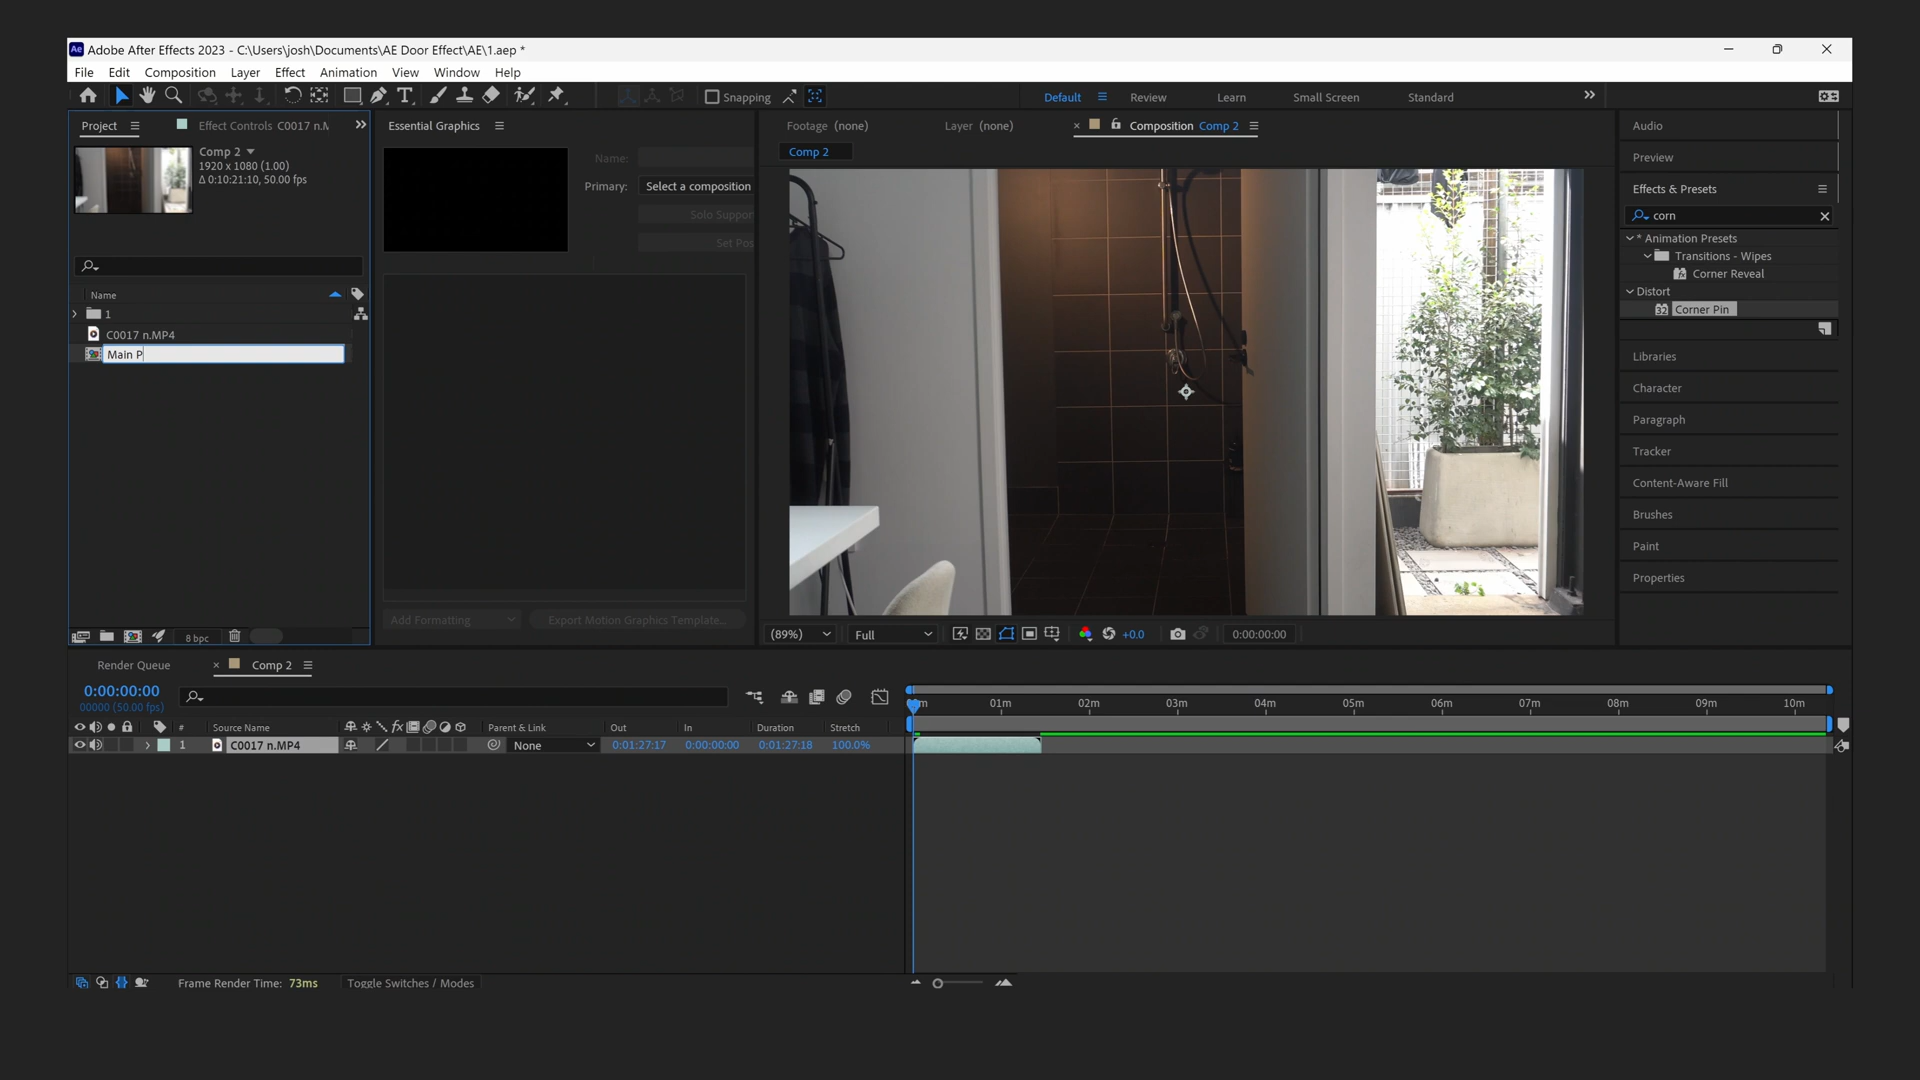 Ae Adobe After Effects 2023 - C:\Users\josh\Documents\AE Door Effect\AE\1.aep *
File Edit Composition Layer Effect Animation View Window Help
Snapping Default Review Learn Small Screen Standard
Project Effect Controls C0017 n.M
Comp 2
1920 x 1080 (1.00)
Δ 0:10:21:10, 50.00 fps
Name
1
C0017 n.MP4
Main P
8 bpc
Essential Graphics
Name:
Primary: Select a composition
Solo Suppor
Set Pos
Add Formatting Export Motion Graphics Template...
Footage (none) Layer (none) × Composition Comp 2
Comp 2
(89%) Full +0.0 0:00:00:00
Audio
Preview
Effects & Presets
corn
* Animation Presets
Transitions - Wipes
Corner Reveal
Distort
32 Corner Pin
Libraries
Character
Paragraph
Tracker
Content-Aware Fill
Brushes
Paint
Properties
Render Queue × Comp 2
0:00:00:00
00000 (50.00 fps)
# Source Name fx Parent & Link Out In Duration Stretch
1 C0017 n.MP4 None 0:01:27:17 0:00:00:00 0:01:27:18 100.0%
01m 02m 03m 04m 05m 06m 07m 08m 09m 10m
Frame Render Time: 73ms Toggle Switches / Modes